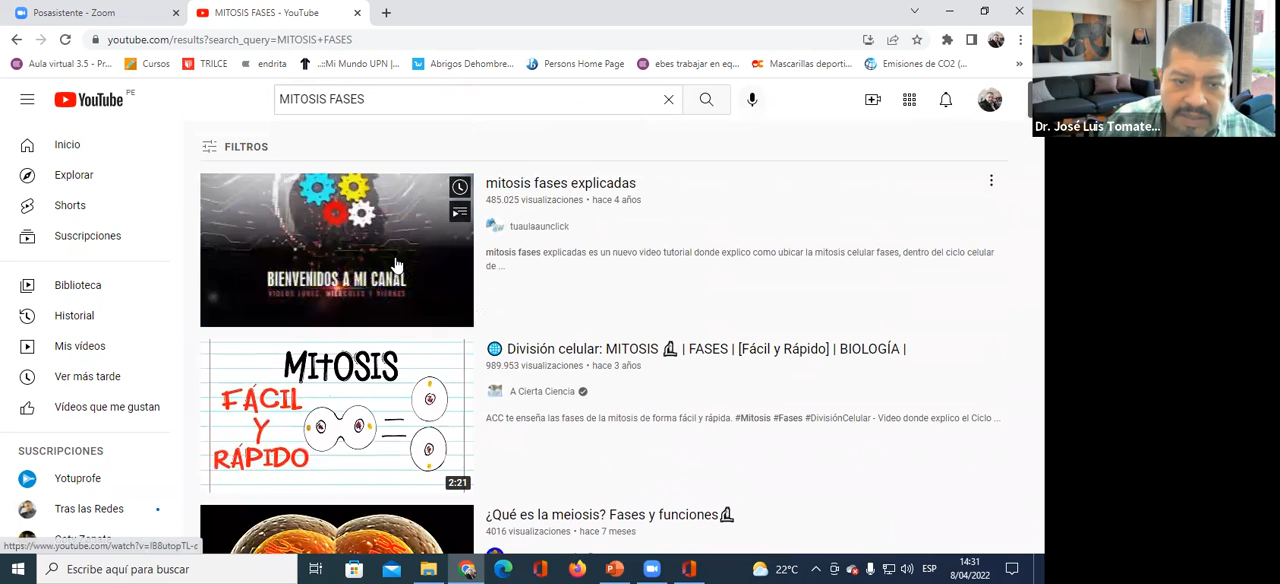 Posasistente - Zoom
MITOSIS FASES - YouTube
youtube.com/results?search_query=MITOSIS+FASES
Aula virtual 3.5 - Pr...
Cursos
TRILCE
endrita
..::Mi Mundo UPN |...
Abrigos Dehombre...
Persons Home Page
ebes trabajar en eq...
Mascarillas deporti...
Emisiones de CO2 (...
»
Dr. José Luis Tomate...
YouTube PE
MITOSIS FASES
Inicio
Explorar
Shorts
Suscripciones
Biblioteca
Historial
Mis vídeos
Ver más tarde
Vídeos que me gustan
SUSCRIPCIONES
Yotuprofe
Tras las Redes
FILTROS
BIENVENIDOS A MI CANAL
VIDEOS LUNES, MIERCOLES Y VIERNES
mitosis fases explicadas
485.025 visualizaciones • hace 4 años
tuaulaaunclick
mitosis fases explicadas es un nuevo video tutorial donde explico como ubicar la mitosis celular fases, dentro del ciclo celular
de ...
MITOSIS
FÁCIL
Y
RÁPIDO
2:21
División celular: MITOSIS | FASES | [Fácil y Rápido] | BIOLOGÍA |
989.953 visualizaciones • hace 3 años
A Cierta Ciencia
ACC te enseña las fases de la mitosis de forma fácil y rápida. #Mitosis #Fases #DivisiónCelular - Video donde explico el Ciclo ...
¿Qué es la meiosis? Fases y funciones
4016 visualizaciones • hace 7 meses
Escribe aquí para buscar
22°C
ESP
14:31
8/04/2022